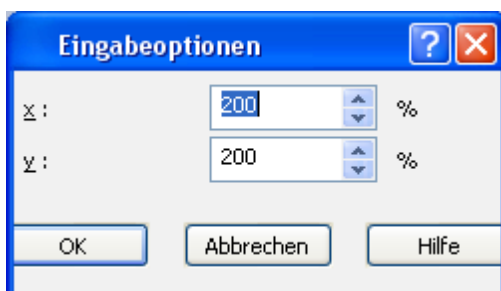 Eingabeoptionen ?
x: 200 %
y: 200 %
OK Abbrechen Hilfe